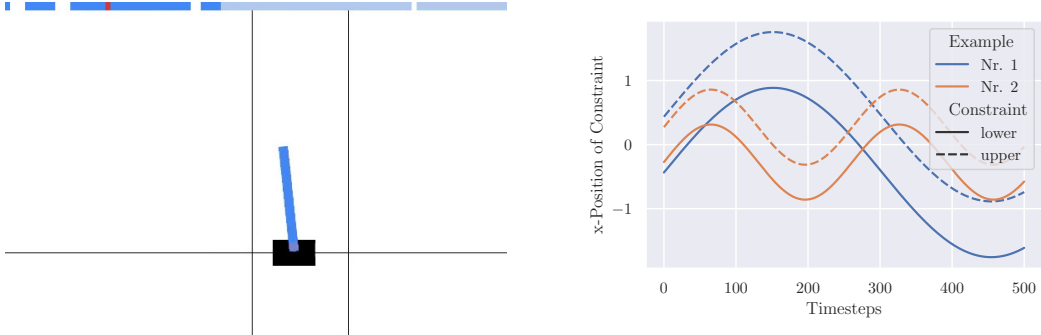 x-Position of Constraint
1
0
−1
0
100
200
300
400
500
Timesteps
Example
Nr. 1
Nr. 2
Constraint
lower
upper